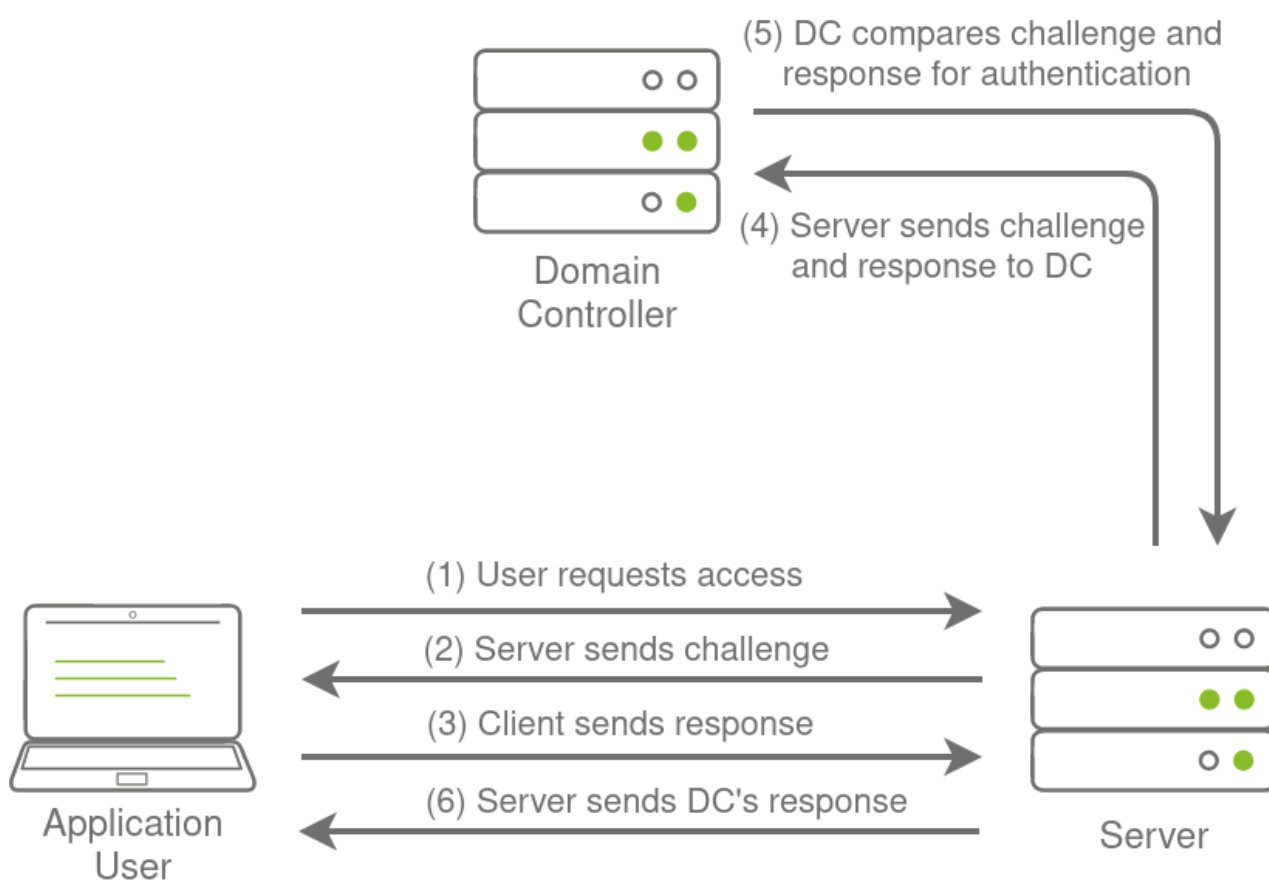 (5) DC compares challenge and
response for authentication
(4) Server sends challenge
and response to DC
Domain
Controller
(1) User requests access
(2) Server sends challenge
(3) Client sends response
(6) Server sends DC's response
Application
User
Server